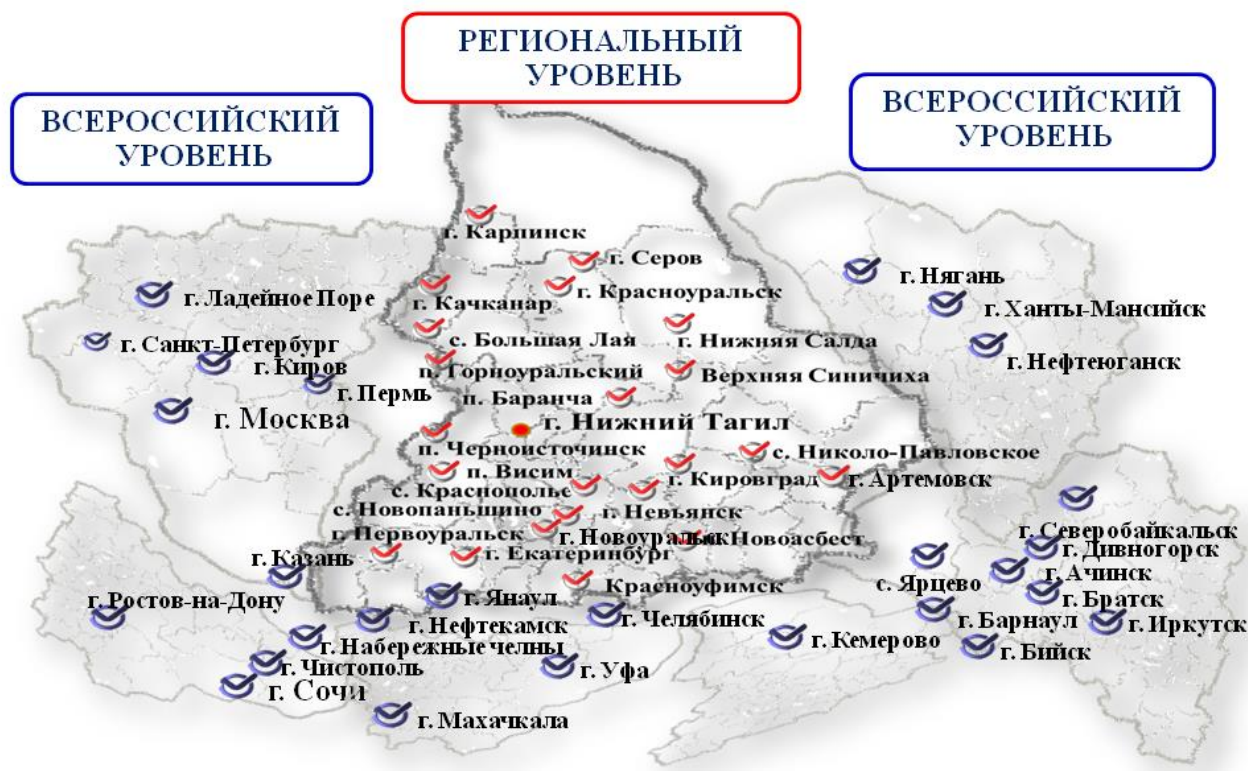 РЕГИОНАЛЬНЫЙ
УРОВЕНЬ
ВСЕРОССИЙСКИЙ
УРОВЕНЬ
ВСЕРОССИЙСКИЙ
УРОВЕНЬ
г. Карпинск
г. Серов
г. Качканар
г. Красноуральск
с. Большая Лая
г. Нижняя Салда
п. Горноуральский
Верхняя Синичиха
п. Баранча
г. Нижний Тагил
п. Черноисточинск
с. Николо-Павловское
п. Висим
г. Кировград
г. Артемовск
с. Краснополье
с. Новопаньшино
г. Невьянск
г. Первоуральск
г. Новоуральск
Новоасбест
г. Екатеринбург
Красноуфимск
г. Ладейное Поре
г. Санкт-Петербург
г. Киров
г. Пермь
г. Москва
г. Казань
г. Ростов-на-Дону
г. Янаул
г. Нефтекамск
г. Набережные челны
г. Чистополь
г. Сочи
г. Махачкала
г. Челябинск
г. Уфа
г. Нягань
г. Ханты-Мансийск
г. Нефтеюганск
г. Северобайкальск
г. Дивногорск
с. Ярцево
г. Ачинск
г. Братск
г. Барнаул
г. Иркутск
г. Кемерово
г. Бийск